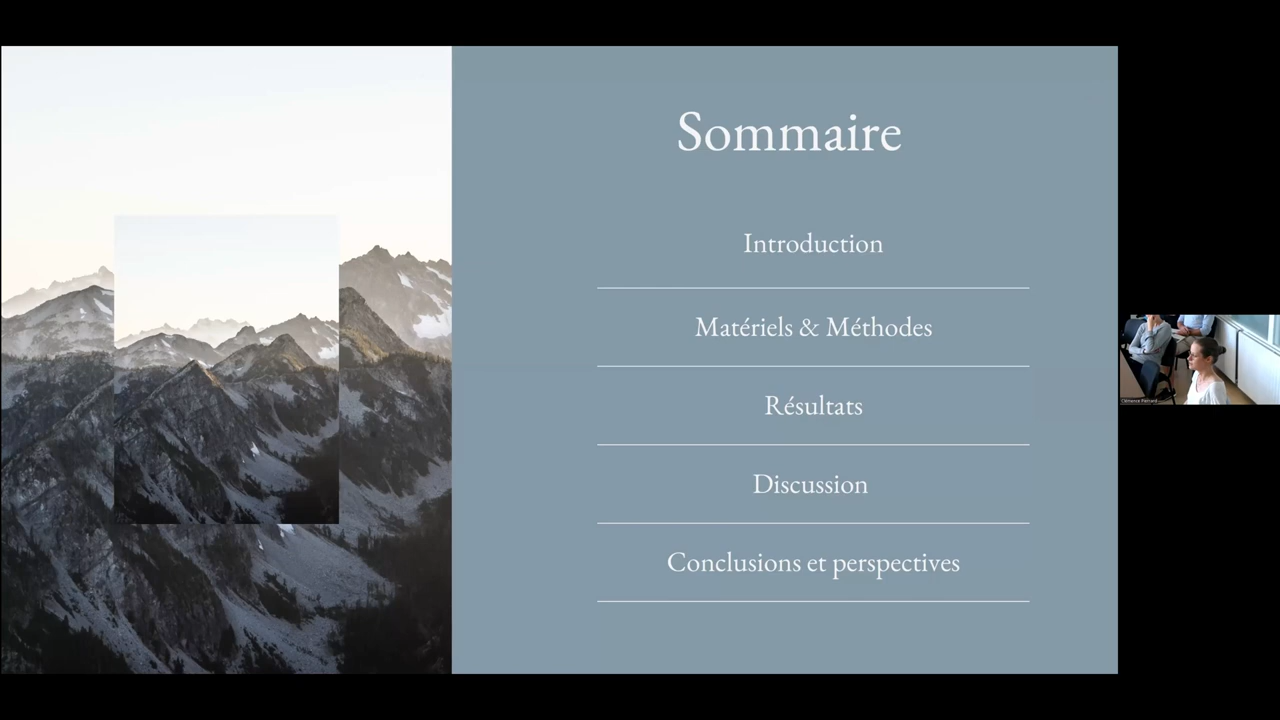 Sommaire
Introduction
Matériels & Méthodes
Résultats
Discussion
Conclusions et perspectives